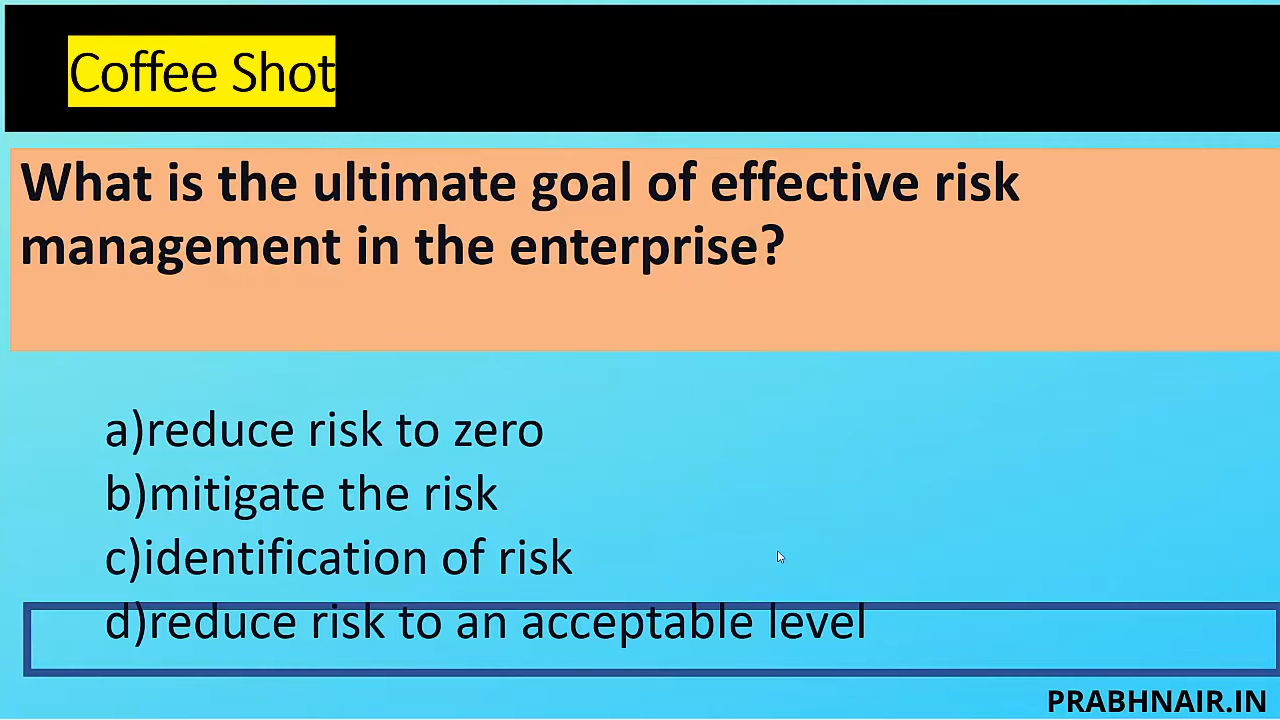 Coffee Shot
What is the ultimate goal of effective risk
management in the enterprise?
a)reduce risk to zero
b)mitigate the risk
c)identification of risk
d)reduce risk to an acceptable level
PRABHNAIR.IN